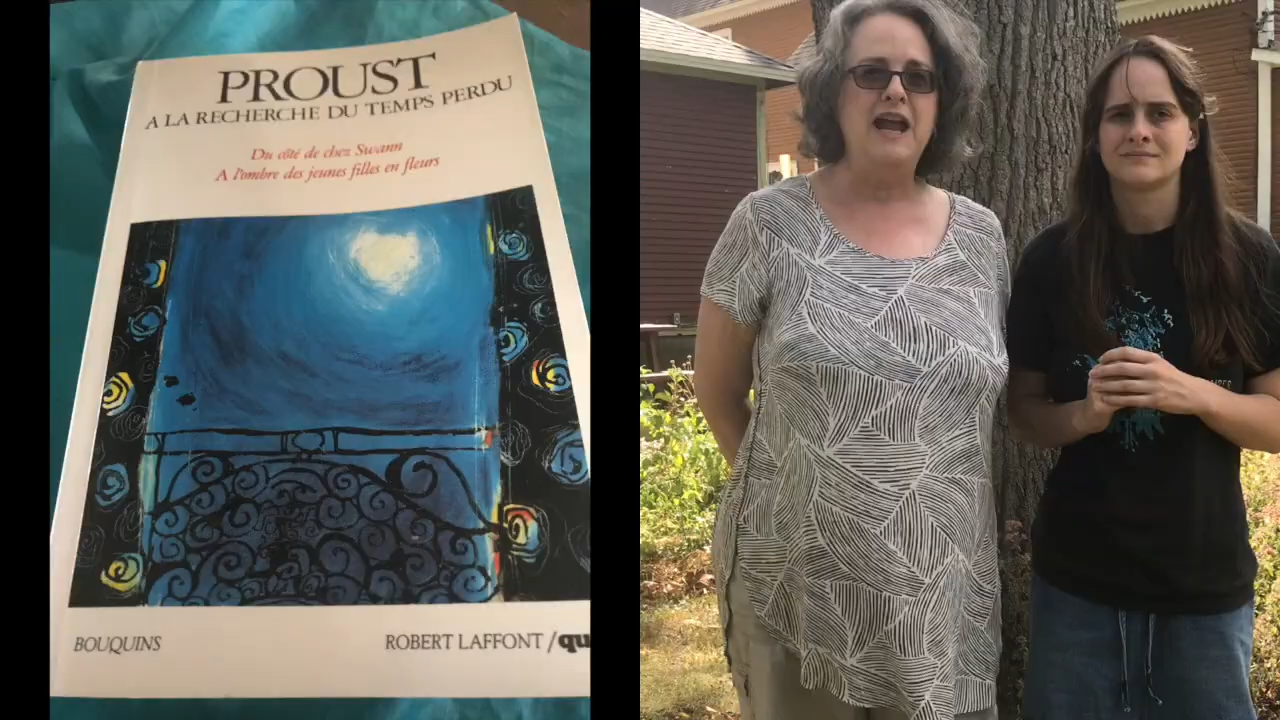 PROUST
A LA RECHERCHE DU TEMPS PERDU
Du côté de chez Swann
A l'ombre des jeunes filles en fleurs
BOUQUINS
ROBERT LAFFONT/qu